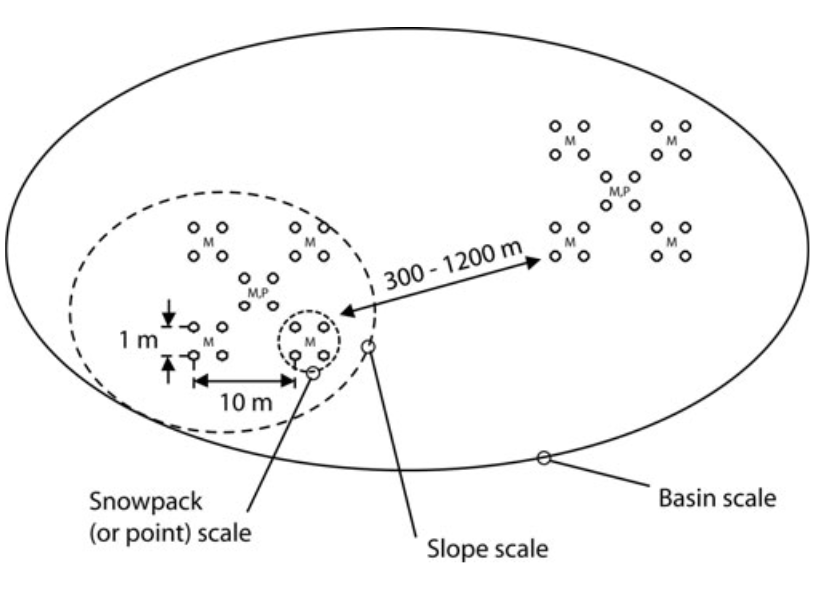 M
M
M
M
M,P
M,P
M
M
M
M
300 - 1200 m
1 m
10 m
Snowpack
(or point) scale
Slope scale
Basin scale